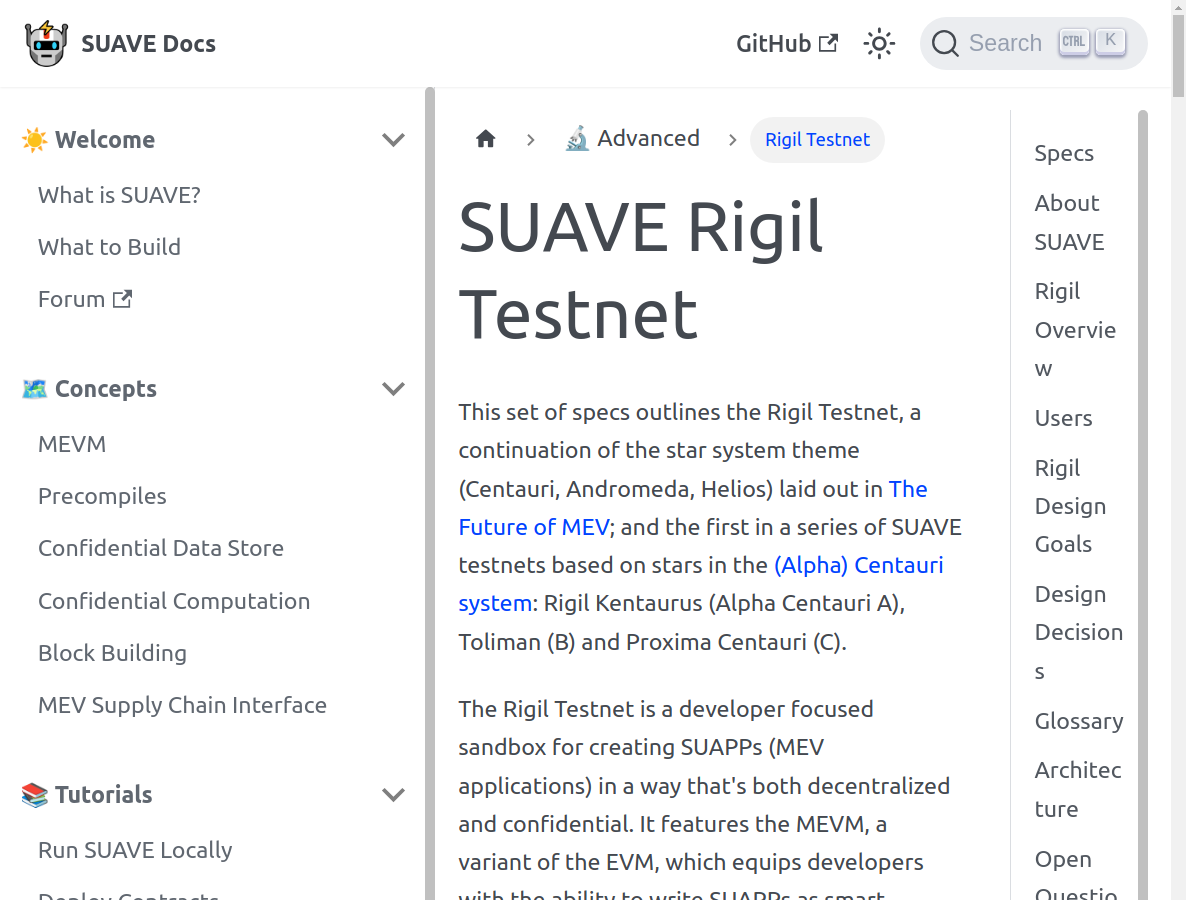 SUAVE Docs
GitHub
Search
CTRL
K
Welcome
What is SUAVE?
What to Build
Forum
Concepts
MEVM
Precompiles
Confidential Data Store
Confidential Computation
Block Building
MEV Supply Chain Interface
Tutorials
Run SUAVE Locally
Deploy Contracts
Advanced
Rigil Testnet
SUAVE Rigil
Testnet
This set of specs outlines the Rigil Testnet, a
continuation of the star system theme
(Centauri, Andromeda, Helios) laid out in The
Future of MEV; and the first in a series of SUAVE
testnets based on stars in the (Alpha) Centauri
system: Rigil Kentaurus (Alpha Centauri A),
Toliman (B) and Proxima Centauri (C).
The Rigil Testnet is a developer focused
sandbox for creating SUAPPs (MEV
applications) in a way that's both decentralized
and confidential. It features the MEVM, a
variant of the EVM, which equips developers
with the ability to write SUAPPs as smart
Specs
About
SUAVE
Rigil
Overvie
w
Users
Rigil
Design
Goals
Design
Decision
s
Glossary
Architec
ture
Open
Questio